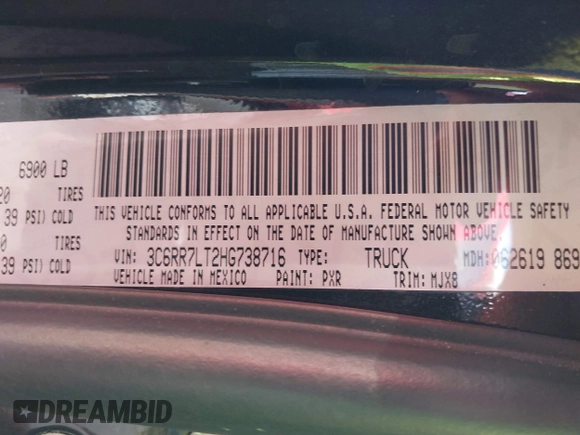 6900 LB
20 TIRES
39 PSI) COLD
0 TIRES
39 PSI) COLD
THIS VEHICLE CONFORMS TO ALL APPLICABLE U.S.A. FEDERAL MOTOR VEHICLE SAFETY
STANDARDS IN EFFECT ON THE DATE OF MANUFACTURE SHOWN ABOVE.
VIN: 3C6RR7LT2HG738716 TYPE: TRUCK MDH: 062619 869
VEHICLE MADE IN MEXICO PAINT: PXR TRIM: MJX8
DREAMBID